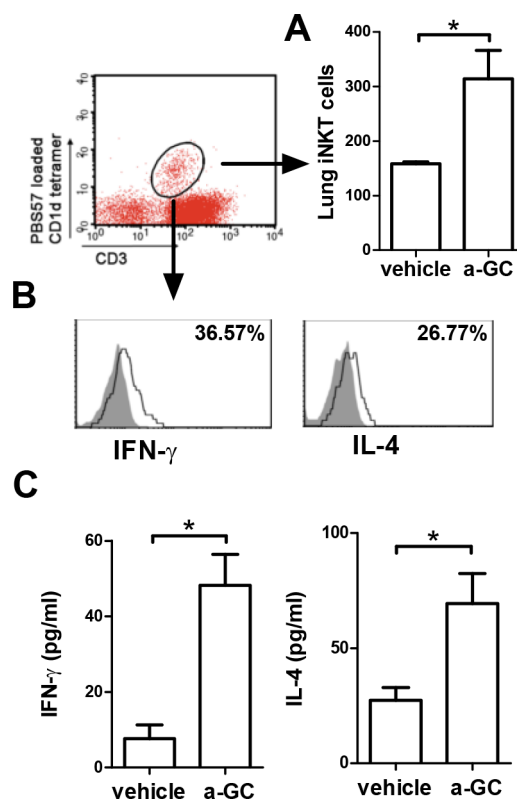 A
*
400
300
200
100
0
Lung iNKT cells
vehicle a-GC
PBS57 loaded
CD1d tetramer
10⁰ 10¹ 10² 10³ 10⁴
CD3
B
36.57%
IFN-γ
26.77%
IL-4
C
*
60
40
20
0
IFN-γ (pg/ml)
vehicle a-GC
*
100
50
0
IL-4 (pg/ml)
vehicle a-GC